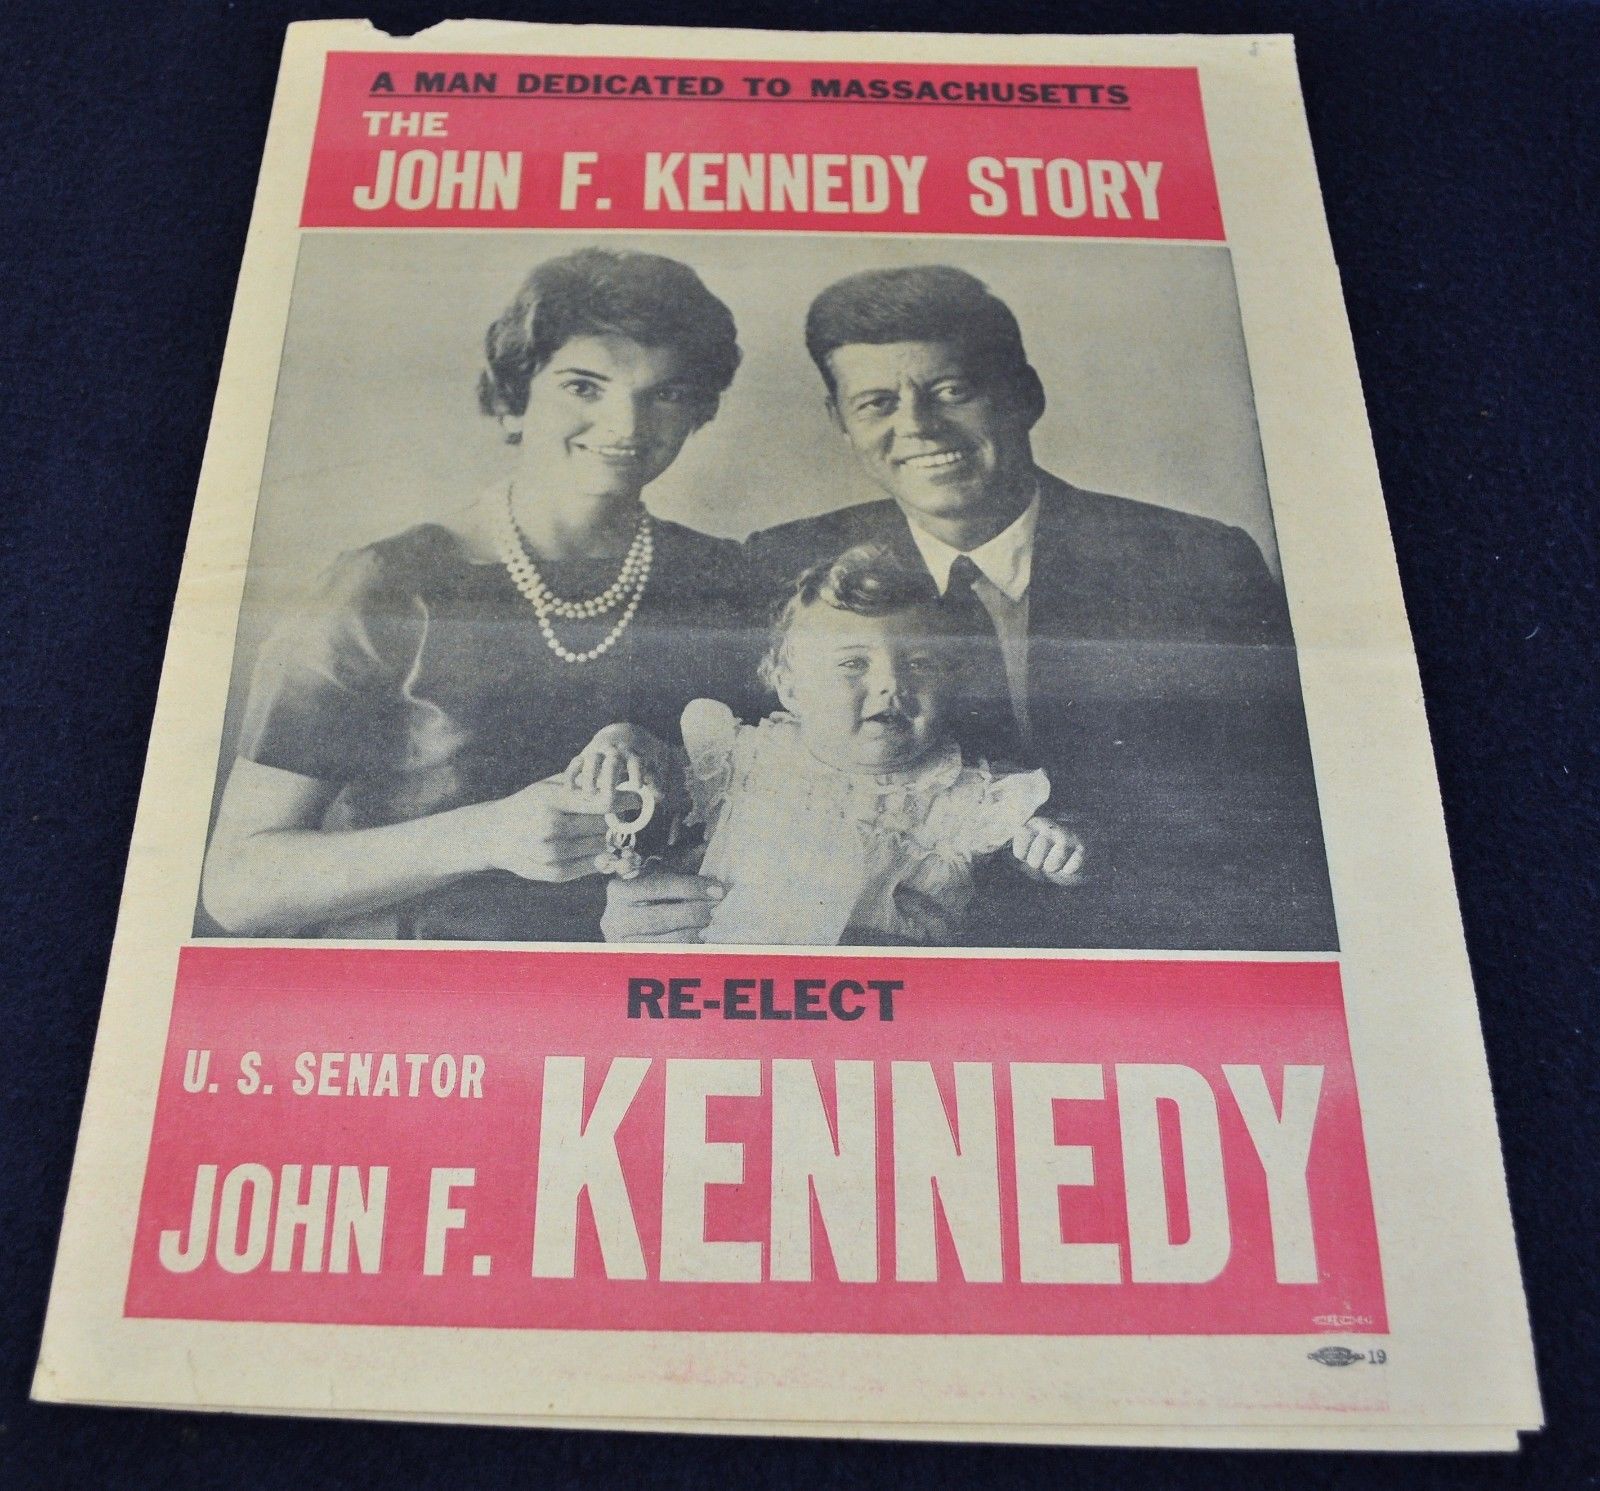 A MAN DEDICATED TO MASSACHUSETTS
THE
JOHN F. KENNEDY STORY
RE-ELECT
U. S. SENATOR
JOHN F. KENNEDY
19